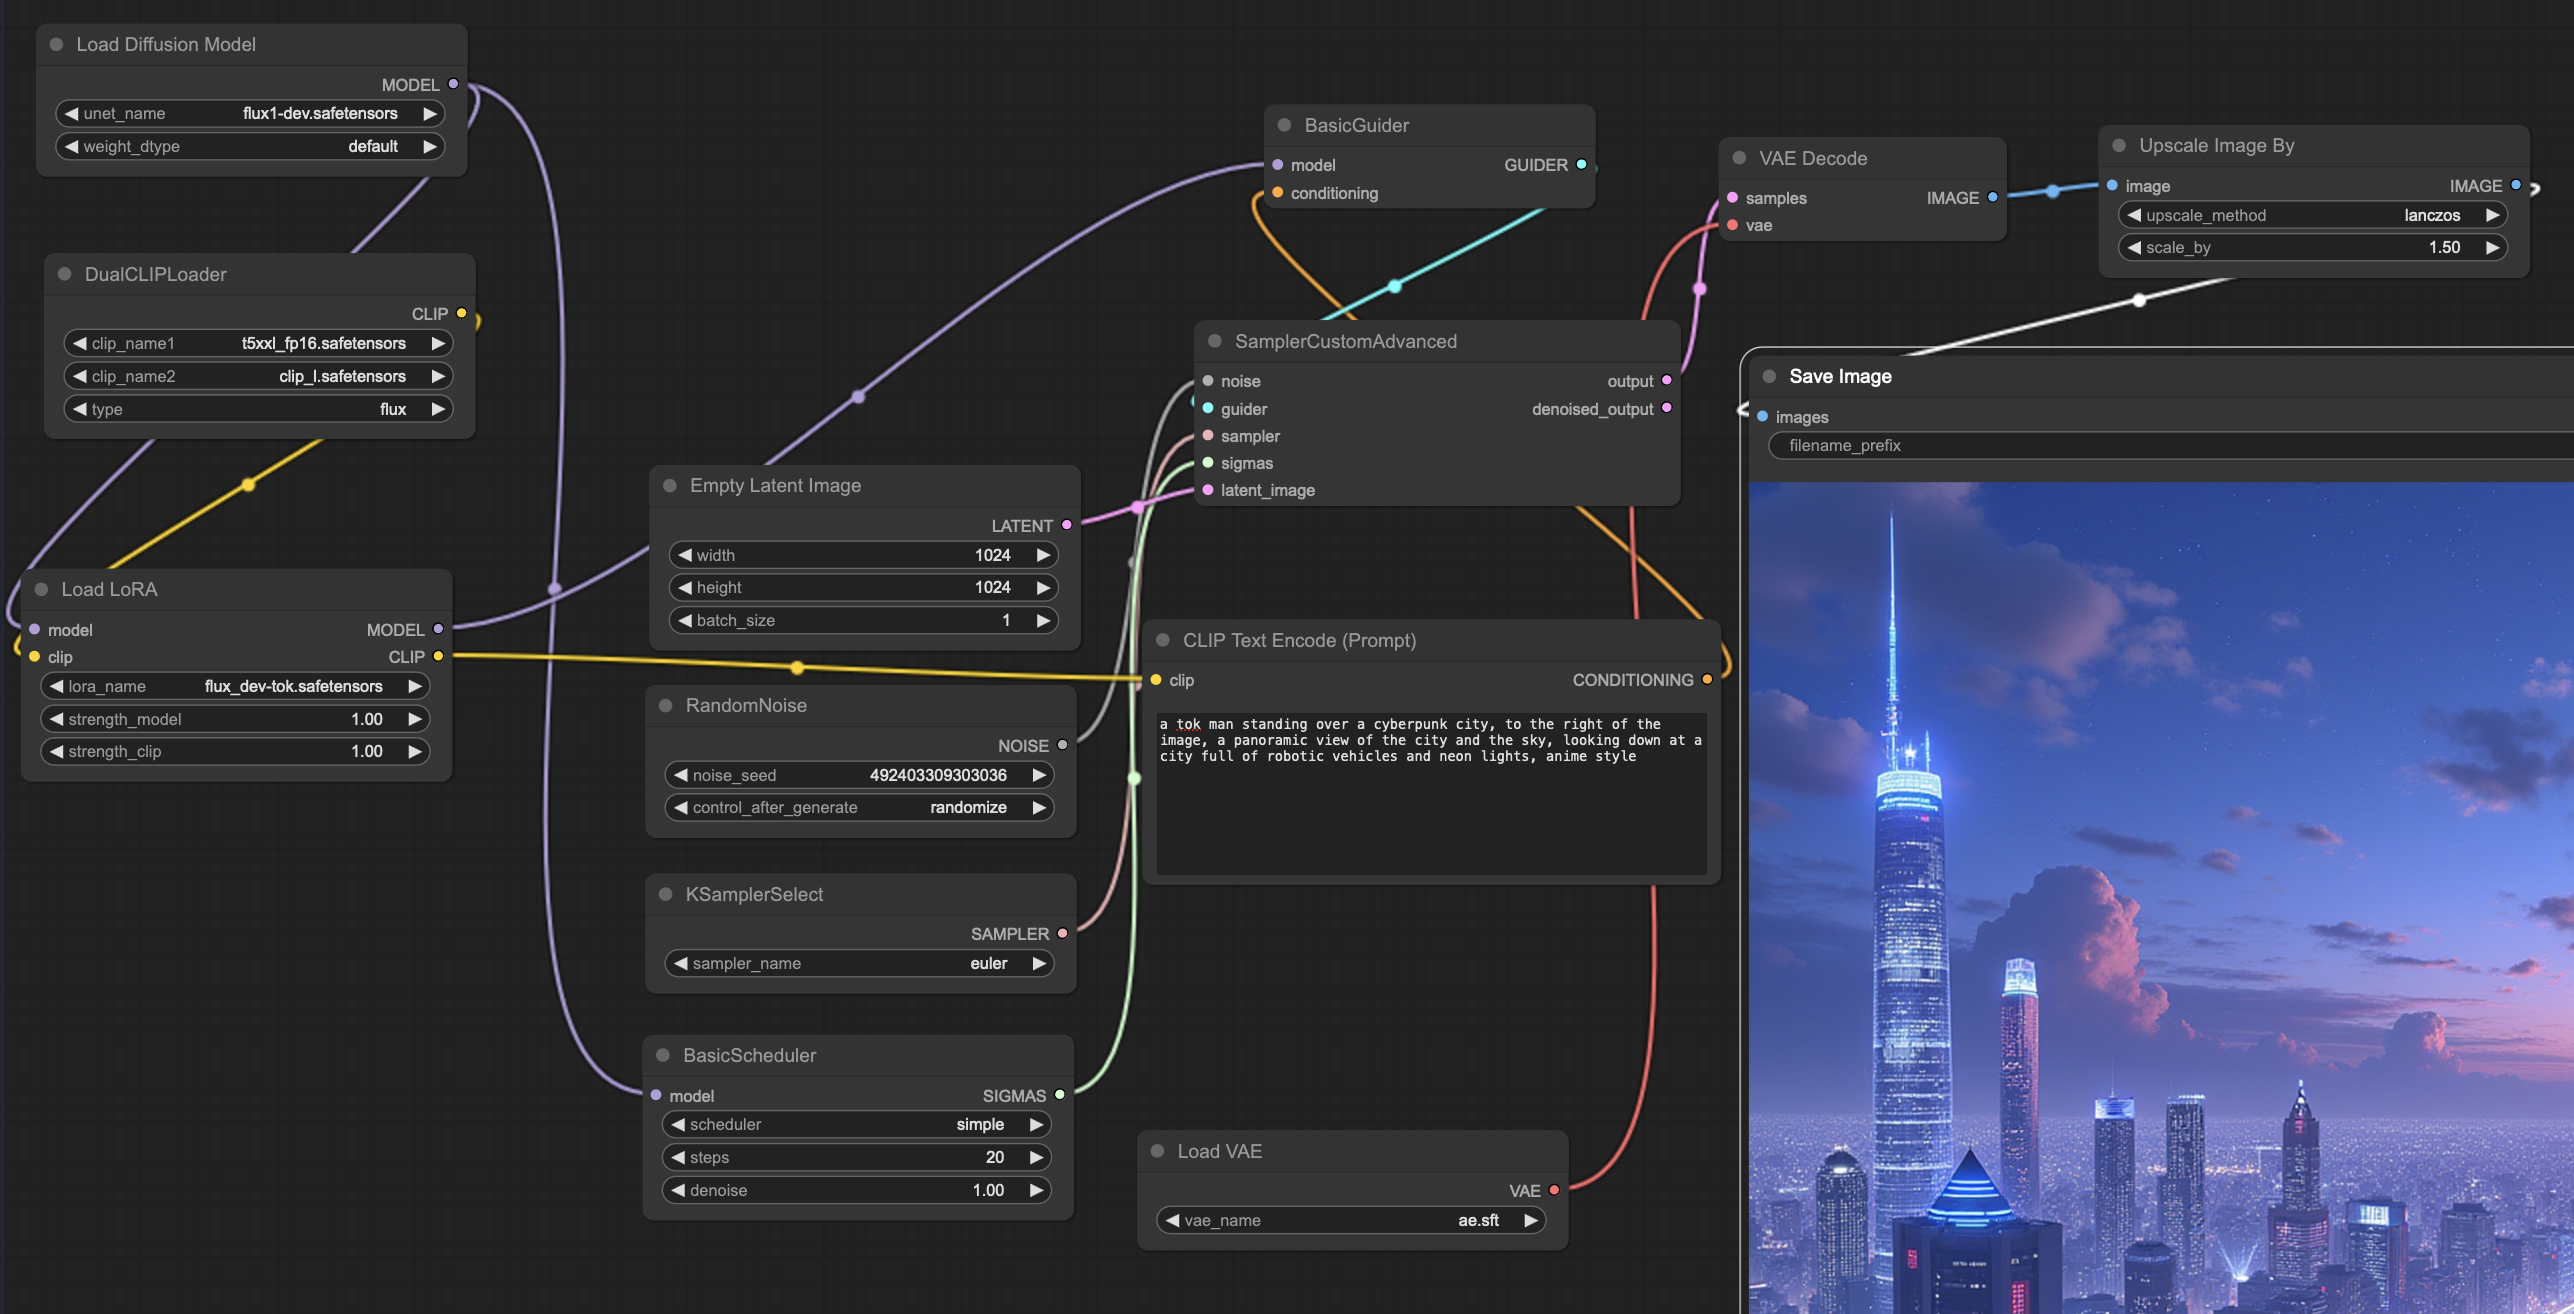 Load Diffusion Model
MODEL
unet_name flux1-dev.safetensors
weight_dtype default
DualCLIPLoader
CLIP
clip_name1 t5xxl_fp16.safetensors
clip_name2 clip_l.safetensors
type flux
Load LoRA
model MODEL
clip CLIP
lora_name flux_dev-tok.safetensors
strength_model 1.00
strength_clip 1.00
Empty Latent Image
LATENT
width 1024
height 1024
batch_size 1
RandomNoise
NOISE
noise_seed 492403309303036
control_after_generate randomize
KSamplerSelect
SAMPLER
sampler_name euler
BasicScheduler
model SIGMAS
scheduler simple
steps 20
denoise 1.00
BasicGuider
model GUIDER
conditioning
SamplerCustomAdvanced
noise output
guider denoised_output
sampler
sigmas
latent_image
CLIP Text Encode (Prompt)
clip CONDITIONING
a tok man standing over a cyberpunk city, to the right of the
image, a panoramic view of the city and the sky, looking down at a
city full of robotic vehicles and neon lights, anime style
Load VAE
VAE
vae_name ae.sft
VAE Decode
samples IMAGE
vae
Upscale Image By
image IMAGE
upscale_method lanczos
scale_by 1.50
Save Image
images
filename_prefix